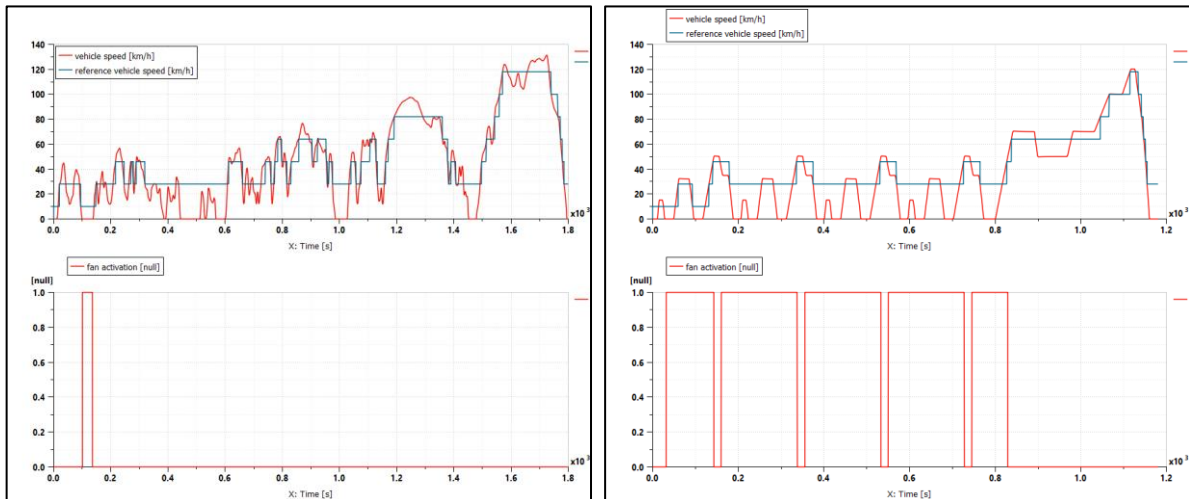 vehicle speed [km/h]
reference vehicle speed [km/h]
140
120
100
80
60
40
20
0
0.0 0.2 0.4 0.6 0.8 1.0 1.2 1.4 1.6 1.8
x10 3
X: Time [s]
fan activation [null]
[null]
1.0
0.8
0.6
0.4
0.2
0.0
0.0 0.2 0.4 0.6 0.8 1.0 1.2 1.4 1.6 1.8
x10 3
X: Time [s]
vehicle speed [km/h]
reference vehicle speed [km/h]
140
120
100
80
60
40
20
0
0.0 0.2 0.4 0.6 0.8 1.0 1.2
x10 3
X: Time [s]
fan activation [null]
[null]
1.0
0.8
0.6
0.4
0.2
0.0
0.0 0.2 0.4 0.6 0.8 1.0 1.2
x10 3
X: Time [s]